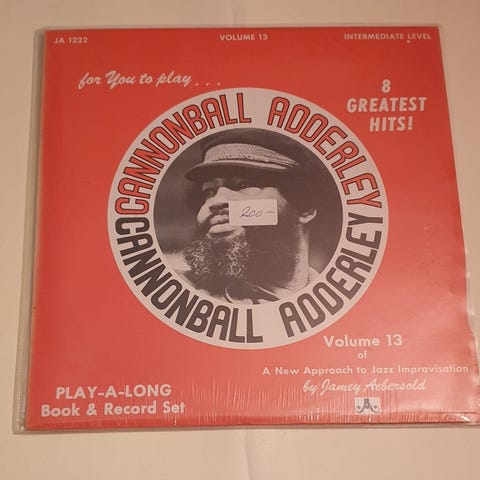 JA 1222
VOLUME 13
INTERMEDIATE LEVEL
for You to play...
8
GREATEST
HITS!
CANNONBALL ADDERLEY
200-
CANNONBALL ADDERLEY
Volume 13
of
A New Approach to Jazz Improvisation
by Jamey Aebersold
PLAY-A-LONG
Book & Record Set